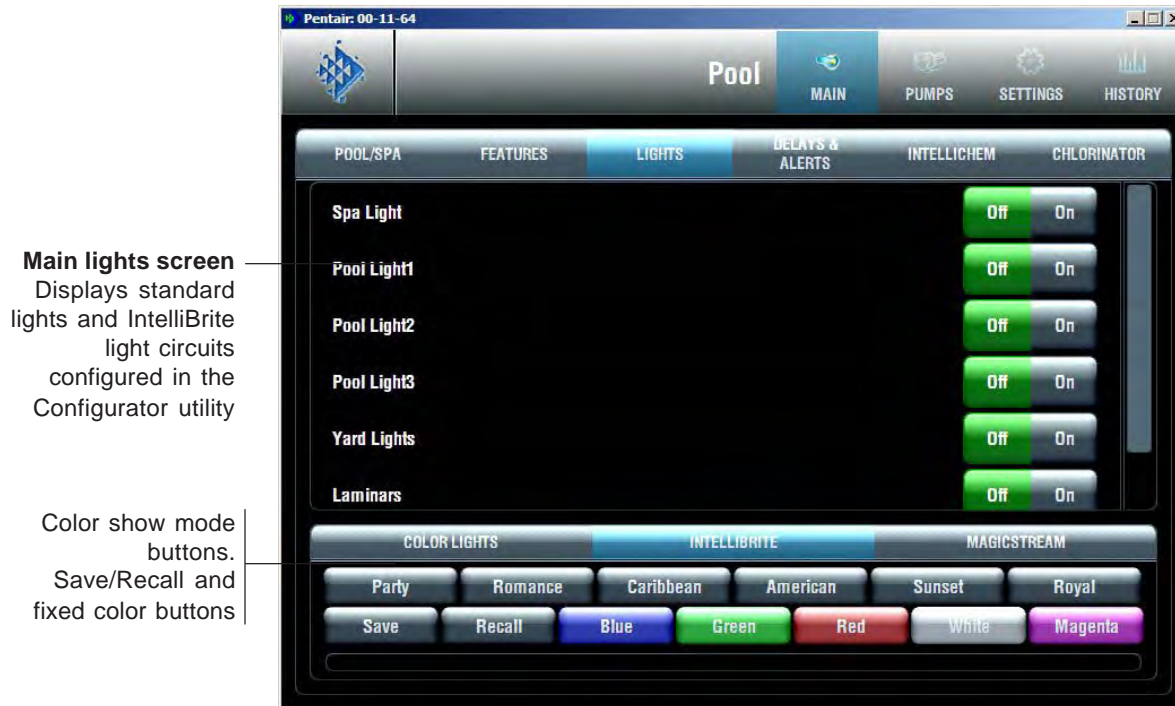 Pentair: 00-11-64
Pool
MAIN
PUMPS
SETTINGS
HISTORY
POOL/SPA
FEATURES
LIGHTS
DELAYS &
ALERTS
INTELLICHEM
CHLORINATOR
Spa Light Off On
Main lights screen
Displays standard
lights and IntelliBrite
light circuits
configured in the
Configurator utility
Pool Light1 Off On
Pool Light2 Off On
Pool Light3 Off On
Yard Lights Off On
Laminars Off On
Color show mode
buttons.
Save/Recall and
fixed color buttons
COLOR LIGHTS
INTELLIBRITE
MAGICSTREAM
Party Romance Caribbean American Sunset Royal
Save Recall Blue Green Red White Magenta